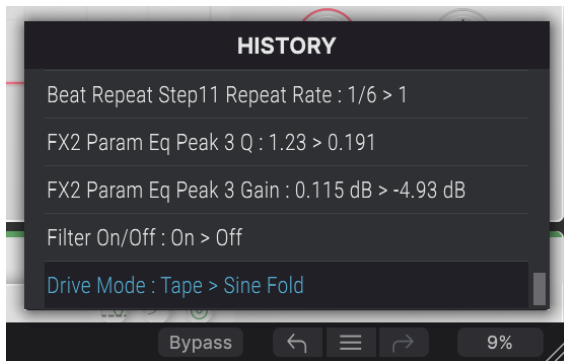 HISTORY
Beat Repeat Step11 Repeat Rate : 1/6 > 1
FX2 Param Eq Peak 3 Q : 1.23 > 0.191
FX2 Param Eq Peak 3 Gain : 0.115 dB > -4.93 dB
Filter On/Off : On > Off
Drive Mode : Tape > Sine Fold
Bypass
9%